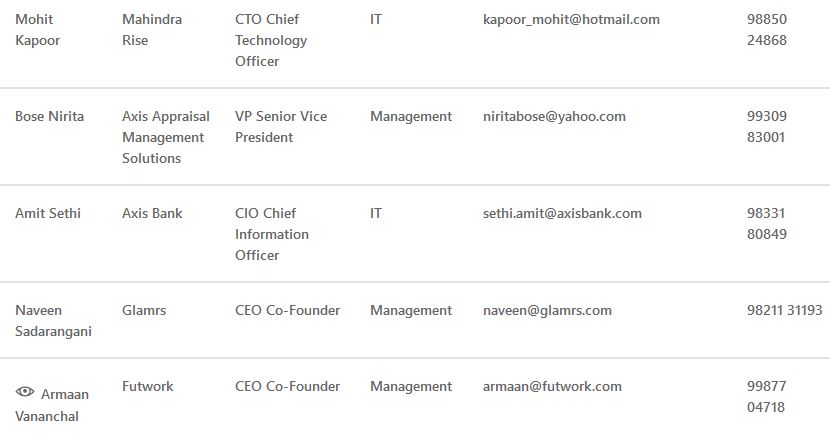 Mohit Kapoor Mahindra Rise CTO Chief Technology Officer IT kapoor_mohit@hotmail.com 98850 24868
Bose Nirita Axis Appraisal Management Solutions VP Senior Vice President Management niritabose@yahoo.com 99309 83001
Amit Sethi Axis Bank CIO Chief Information Officer IT sethi.amit@axisbank.com 98331 80849
Naveen Sadarangani Glamrs CEO Co-Founder Management naveen@glamrs.com 98211 31193
Armaan Vananchal Futwork CEO Co-Founder Management armaan@futwork.com 99877 04718